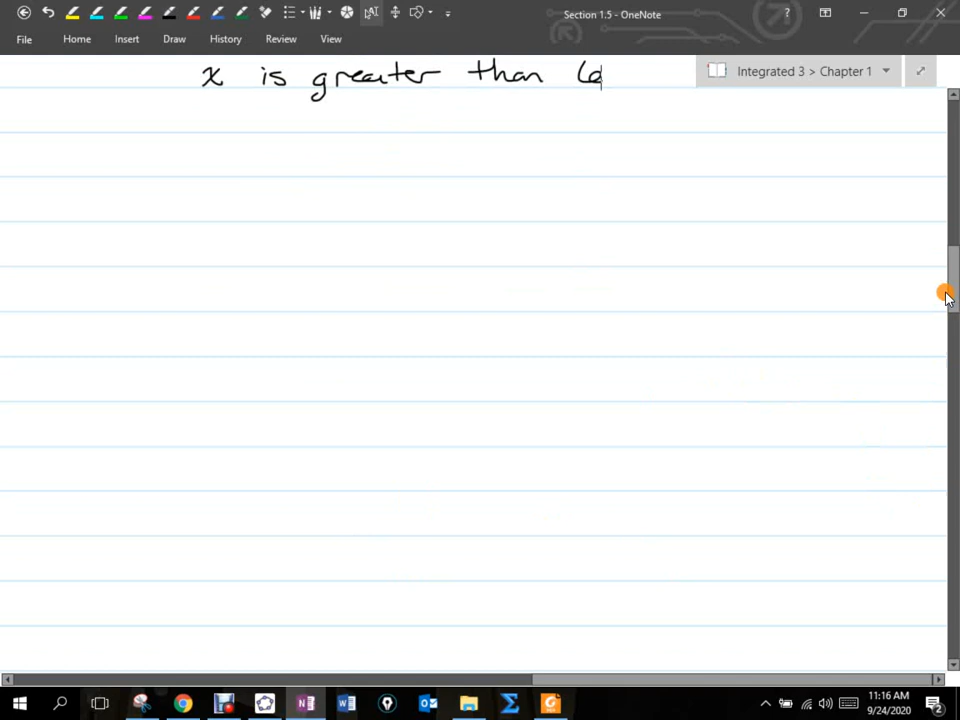 Section 1.5 - OneNote
?
File Home Insert Draw History Review View
Integrated 3 > Chapter 1
x is greater than 6
11:16 AM
9/24/2020
2